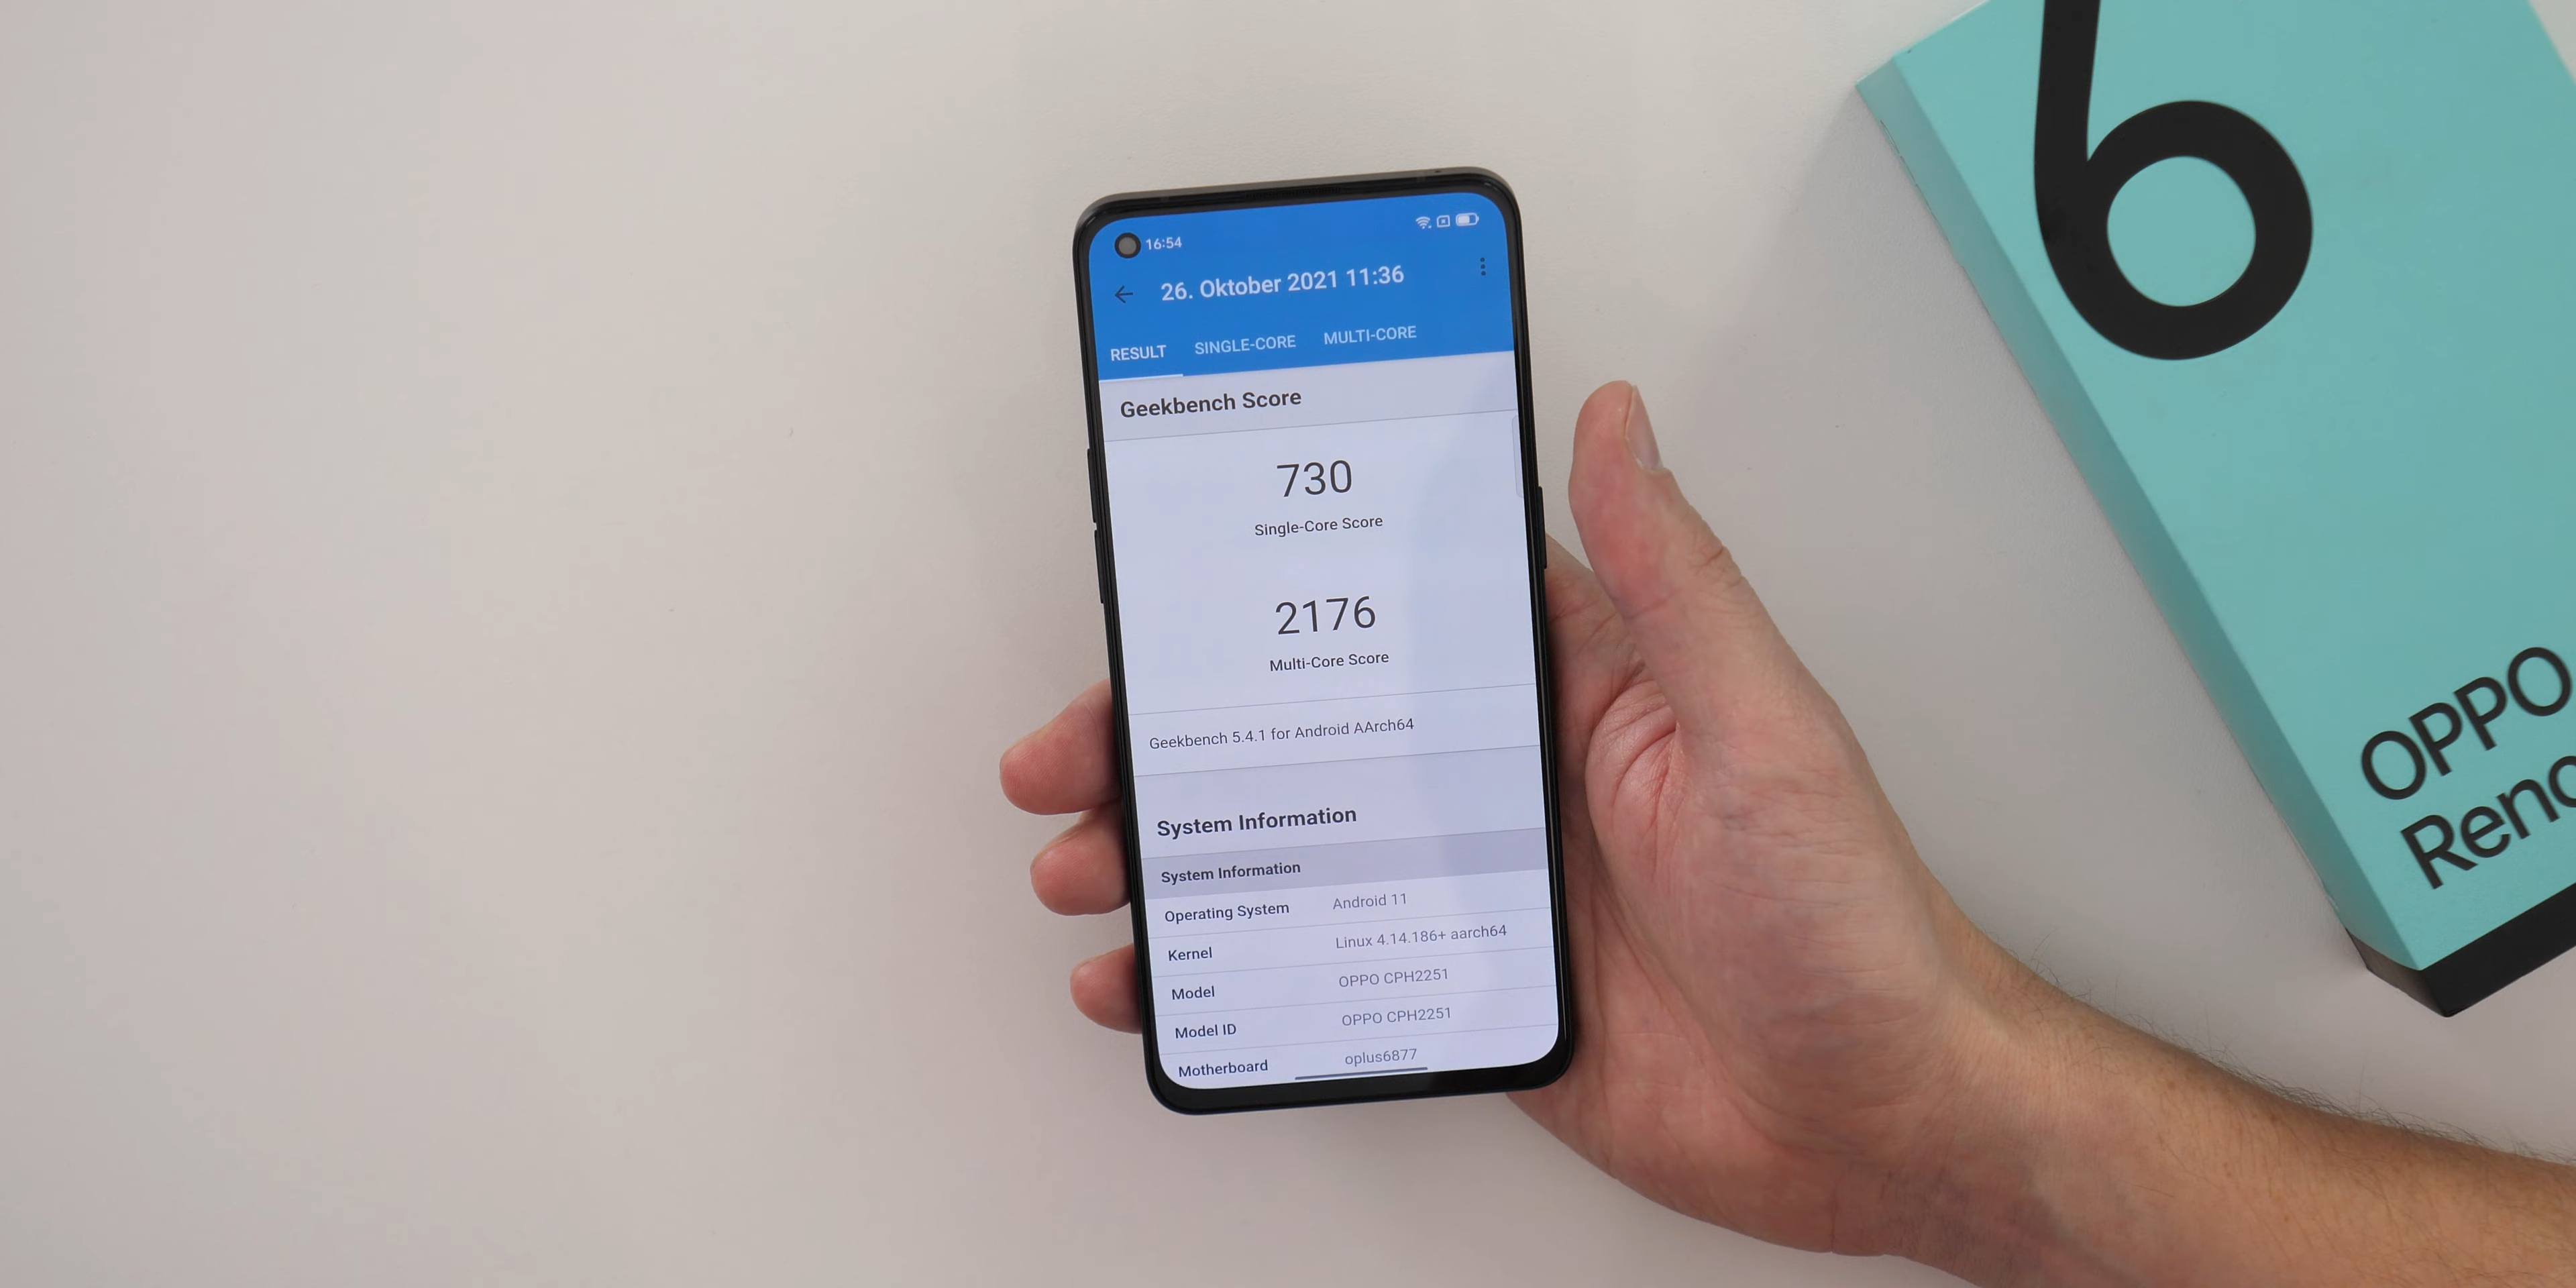 16:54
26. Oktober 2021 11:36
RESULT SINGLE-CORE MULTI-CORE
Geekbench Score
730
Single-Core Score
2176
Multi-Core Score
Geekbench 5.4.1 for Android AArch64
System Information
System Information
Operating System Android 11
Kernel Linux 4.14.186+ aarch64
Model OPPO CPH2251
Model ID OPPO CPH2251
Motherboard oplus6877
6
OPPO
Reno